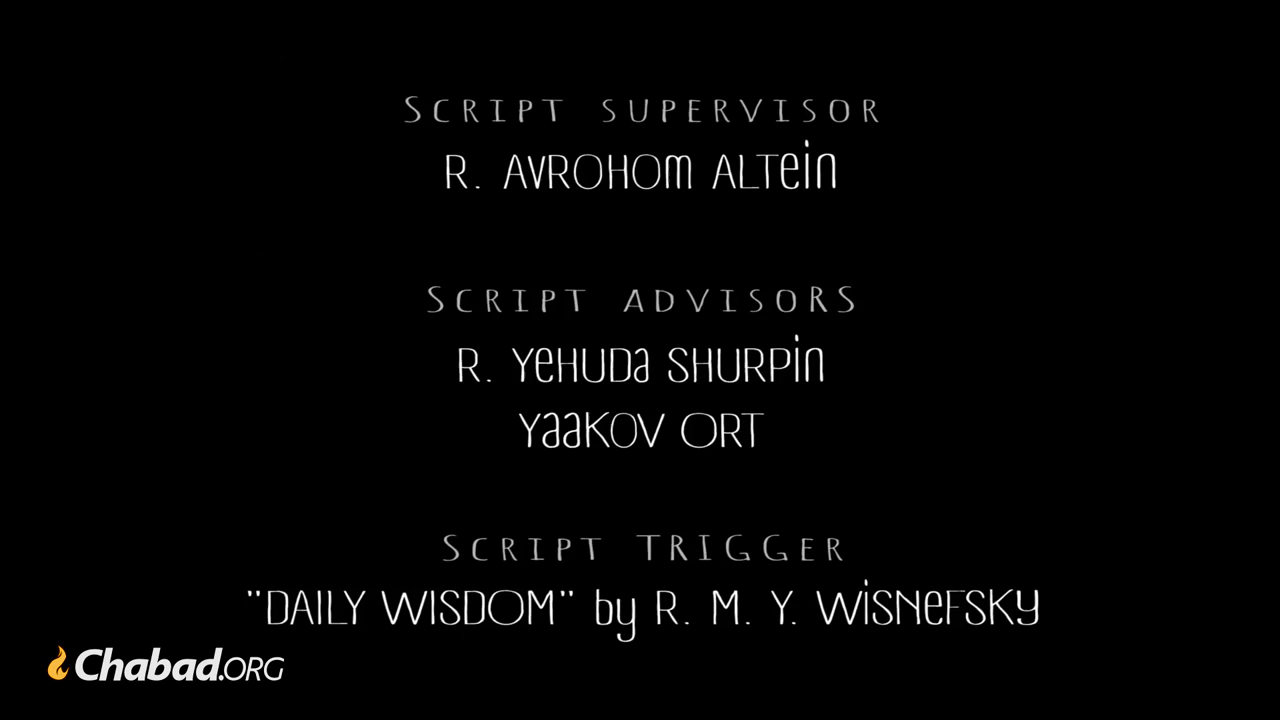 SCRIPT SUPERVISOR
R. AVROHOM ALTein
SCRIPT ADVISORS
R. YeHUDa SHURPin
YaaKOV ORT
SCRIPT TRIGGER
"DAILY WISDOM" by R. M. Y. WiSNeFSKy
Chabad.ORG